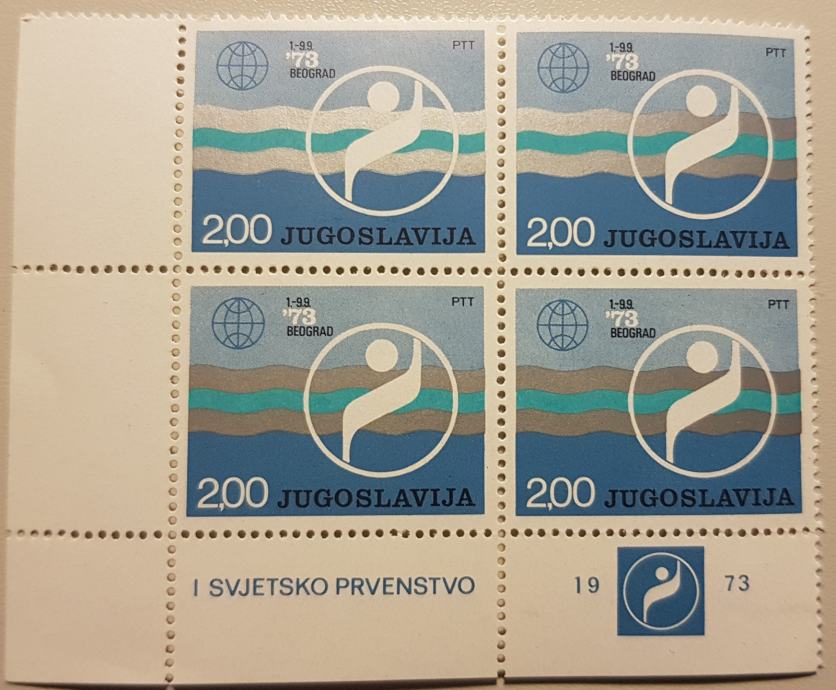 1.-9.9.
'73
BEOGRAD
PTT
2,00 JUGOSLAVIJA
1.-9.9.
'73
BEOGRAD
PTT
2,00 JUGOSLAVIJA
1.-9.9.
'73
BEOGRAD
PTT
2,00 JUGOSLAVIJA
1.-9.9.
'73
BEOGRAD
PTT
2,00 JUGOSLAVIJA
I SVJETSKO PRVENSTVO
19 73